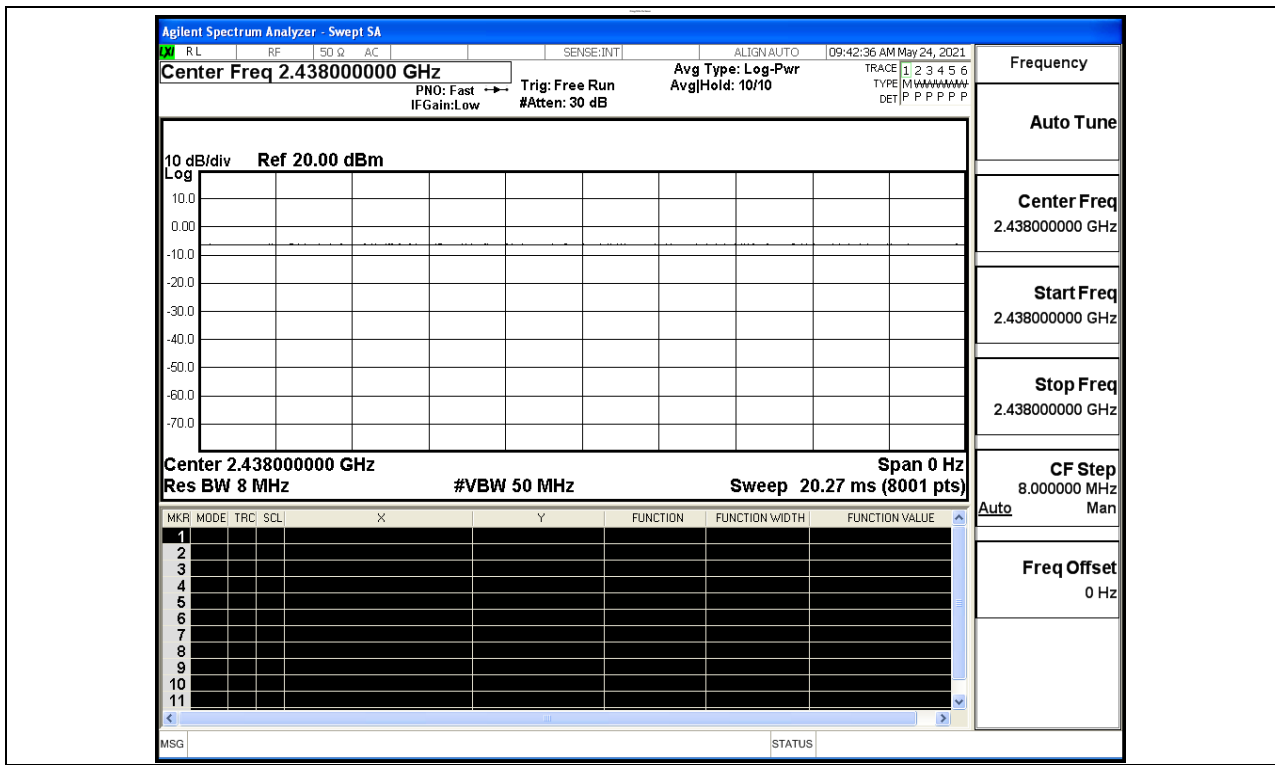 Agilent Spectrum Analyzer - Swept SA
LXI RL RF 50 Ω AC SENSE:INT ALIGN AUTO 09:42:36 AM May 24, 2021
Center Freq 2.438000000 GHz
PNO: Fast
IFGain:Low
Trig: Free Run
#Atten: 30 dB
Avg Type: Log-Pwr
Avg|Hold: 10/10
TRACE 1 2 3 4 5 6
TYPE M WWWWW
DET P P P P P P
10 dB/div Ref 20.00 dBm
Log
10.0
0.00
-10.0
-20.0
-30.0
-40.0
-50.0
-60.0
-70.0
Center 2.438000000 GHz Span 0 Hz
Res BW 8 MHz #VBW 50 MHz Sweep 20.27 ms (8001 pts)
MKR MODE TRC SCL X Y FUNCTION FUNCTION WIDTH FUNCTION VALUE
1
2
3
4
5
6
7
8
9
10
11
MSG STATUS
Frequency
Auto Tune
Center Freq
2.438000000 GHz
Start Freq
2.438000000 GHz
Stop Freq
2.438000000 GHz
CF Step
8.000000 MHz
Auto Man
Freq Offset
0 Hz